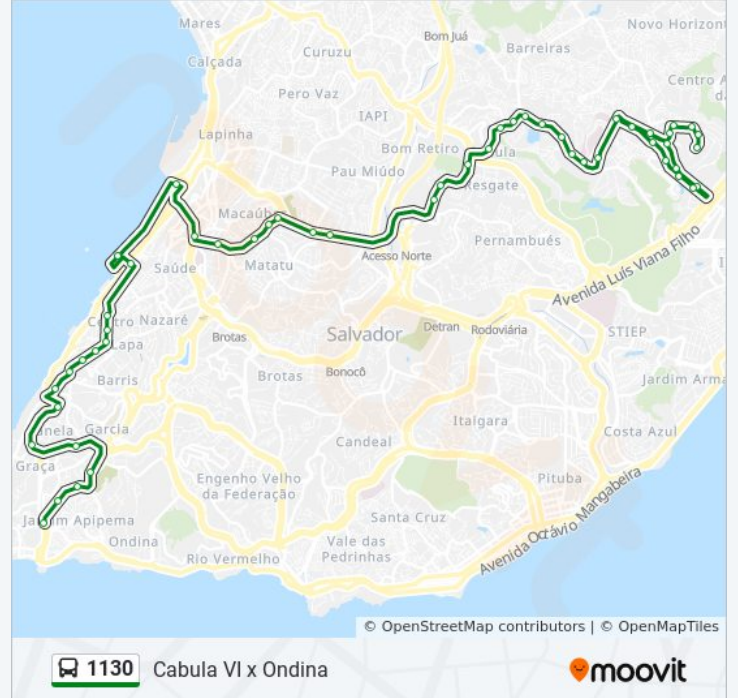 Mares
Bom Juá
Novo Horizont
Curuzu
Barreiras
Calçada
Pero Vaz
Centro A
IAPI
Lapinha
Bom Retiro
ula
Pau Miúdo
Resgate
Macaúb
Pernambués
Acesso Norte
Saúde
Matatu
Avenida Luís Viana Filho
Centro
Nazaré
Salvador
Detran
Rodoviária
STIEP
Lapa
Brotas
Barris
Brotas
Bonocô
Jardim Arma
Itaigara
Costa Azul
nela
Garcia
Candeal
Graça
Engenho Velho
da Federação
Pituba
Santa Cruz
Avenida Octávio Mangabeira
Jardim Apipema
Ondina
Vale das
Pedrinhas
Rio Vermelho
© OpenStreetMap contributors | © OpenMapTiles
1130
Cabula VI x Ondina
moovit